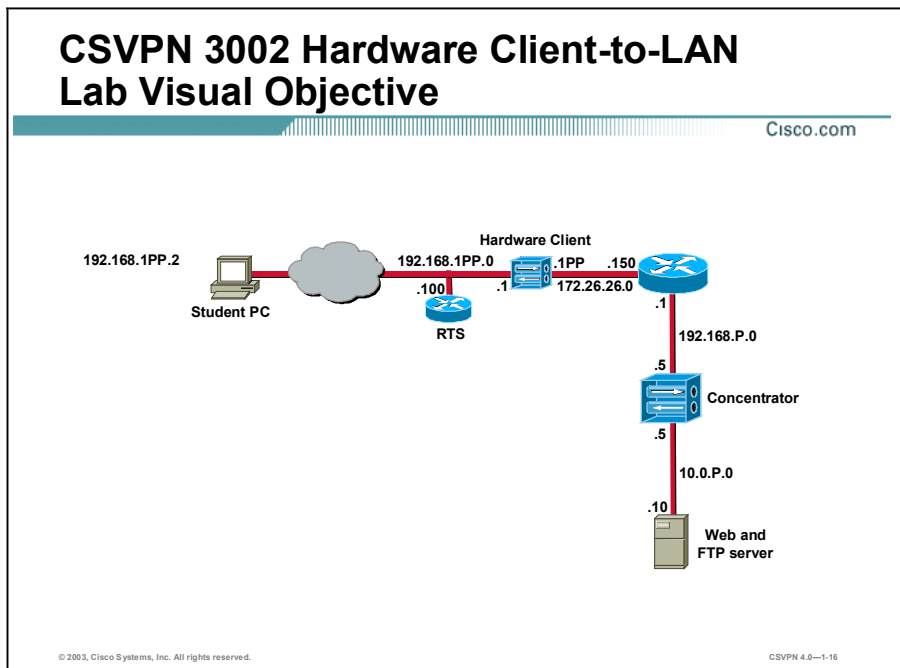 CSVPN 3002 Hardware Client-to-LAN
Lab Visual Objective
Cisco.com
Hardware Client
192.168.1PP.2
192.168.1PP.0
.1PP
.150
.100
.1
172.26.26.0
Student PC
RTS
.1
192.168.P.0
.5
Concentrator
.5
10.0.P.0
.10
Web and
FTP server
© 2003, Cisco Systems, Inc. All rights reserved.
CSVPN 4.0—1-16